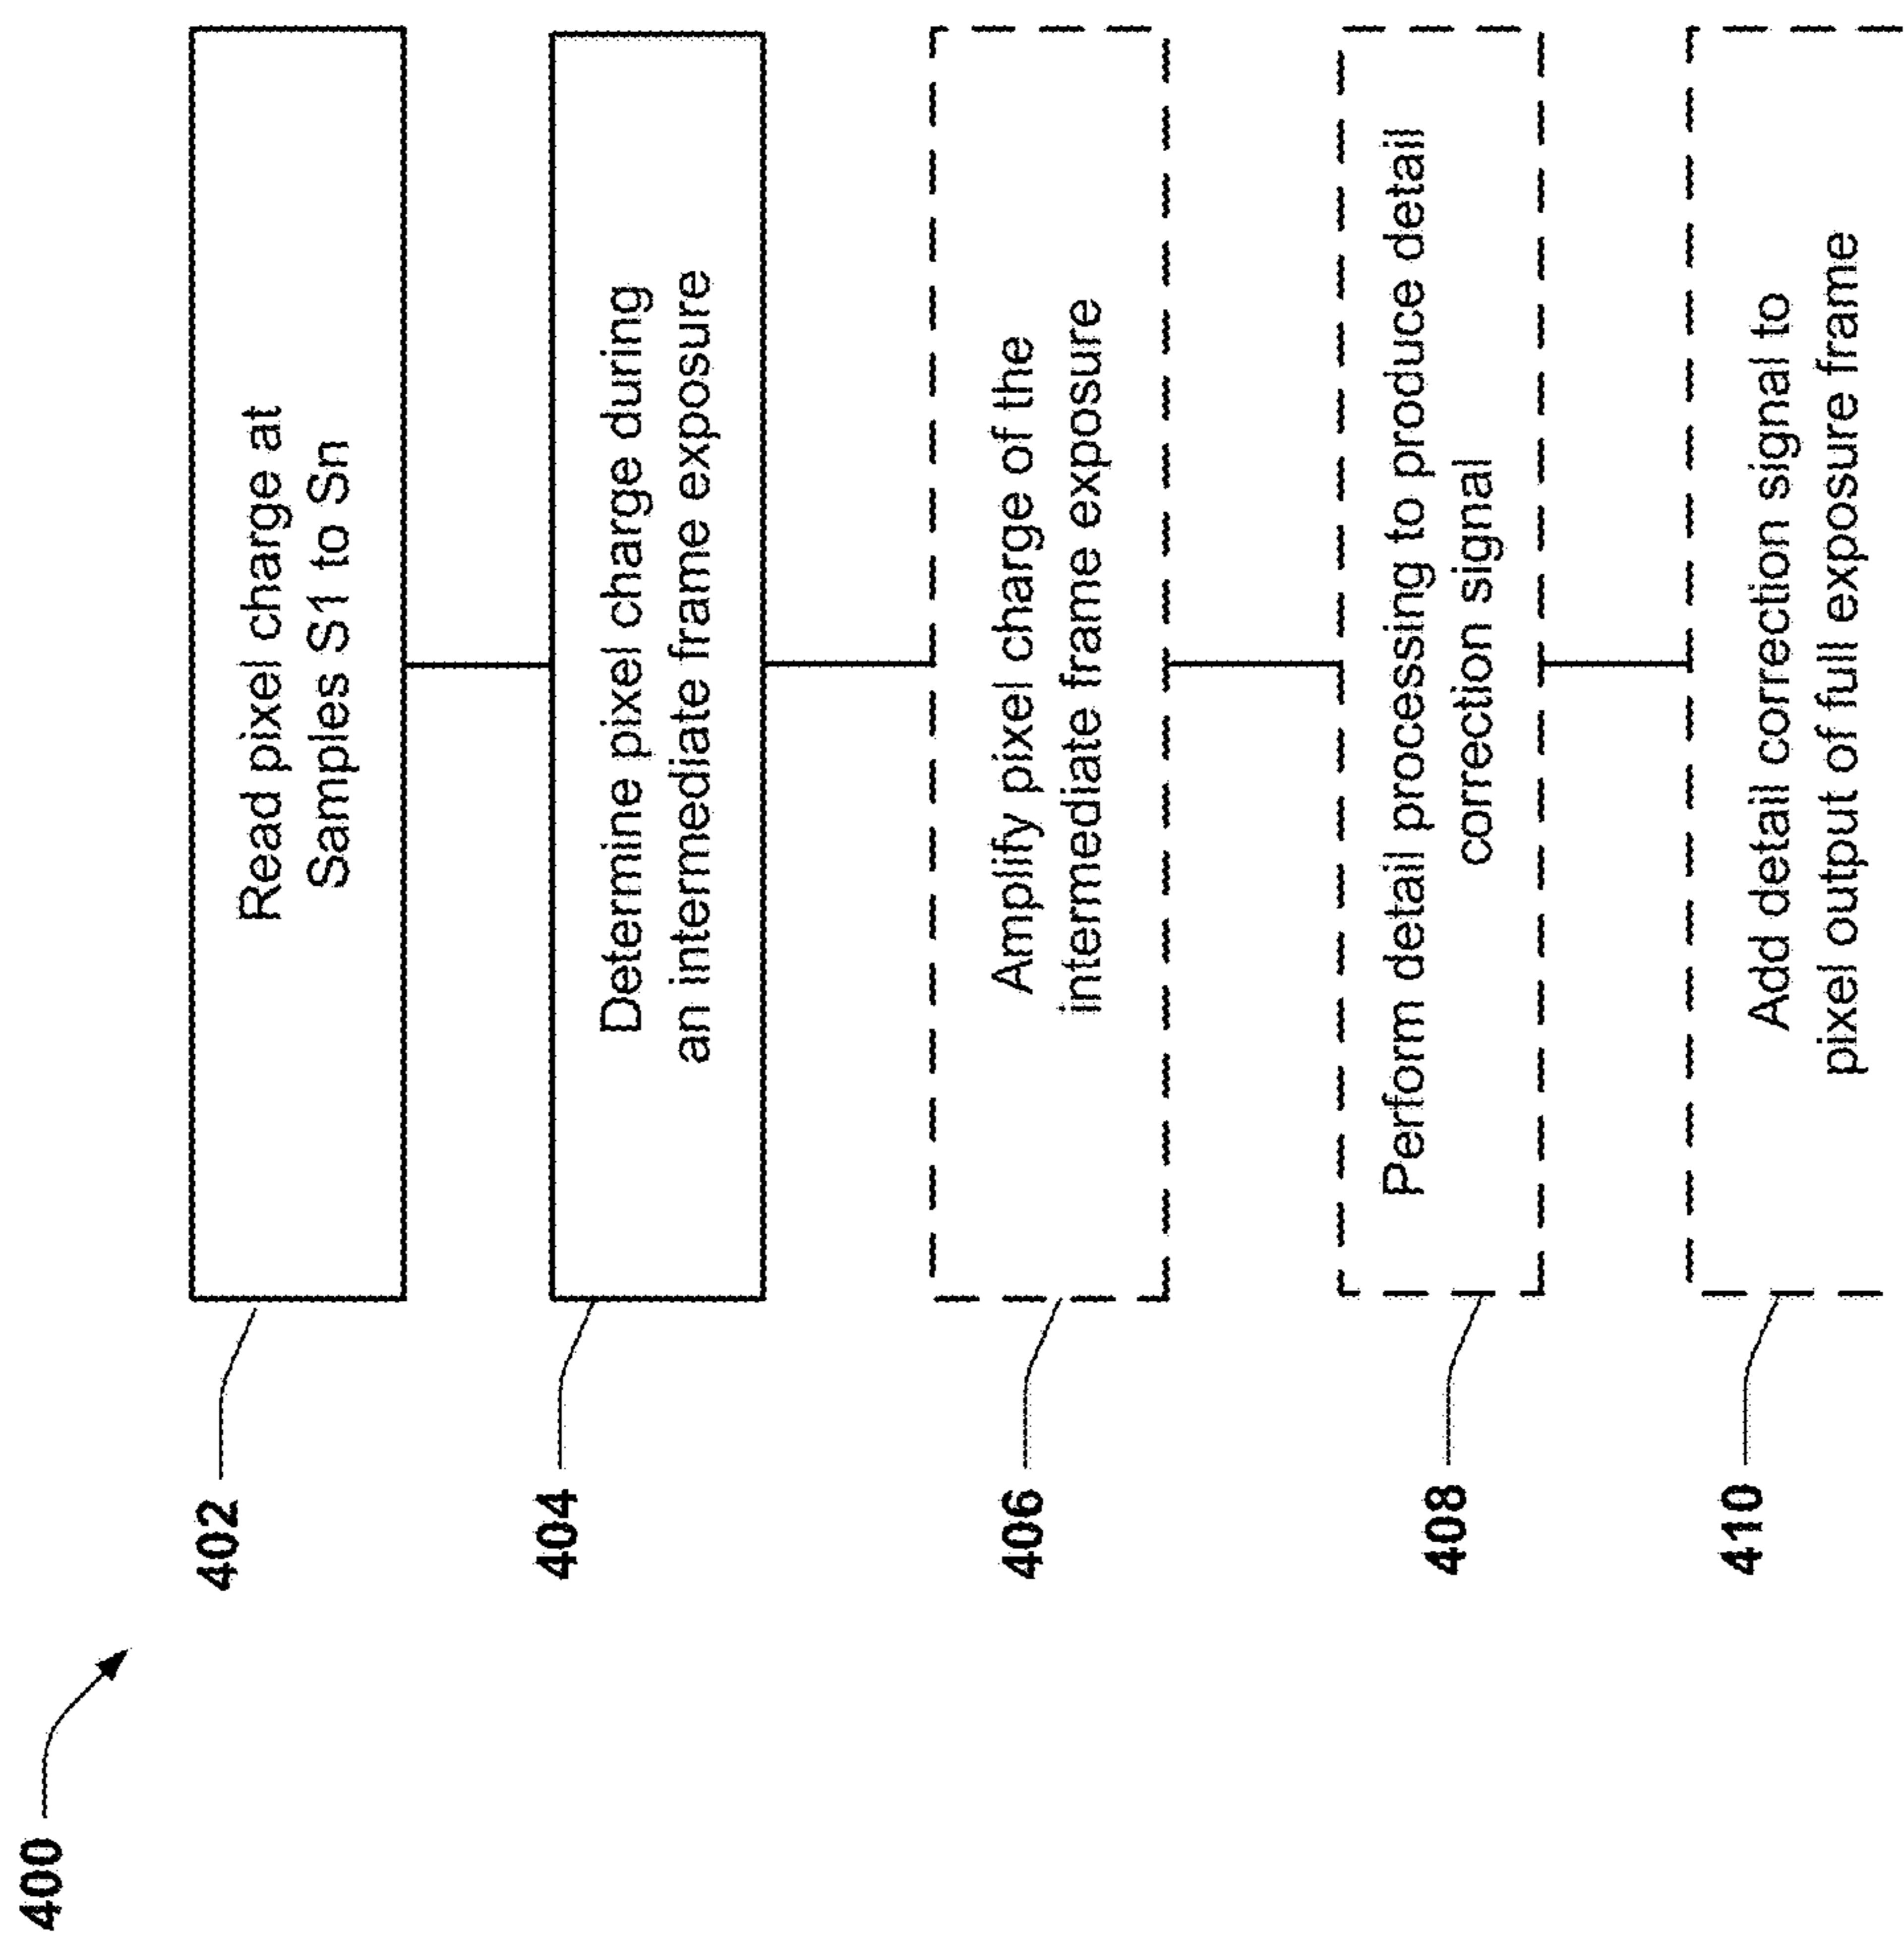 400
402
Read pixel charge at
Samples S1 to Sn
404
Determine pixel charge during
an intermediate frame exposure
406
Amplify pixel charge of the
intermediate frame exposure
408
Perform detail processing to produce detail
correction signal
410
Add detail correction signal to
pixel output of full exposure frame